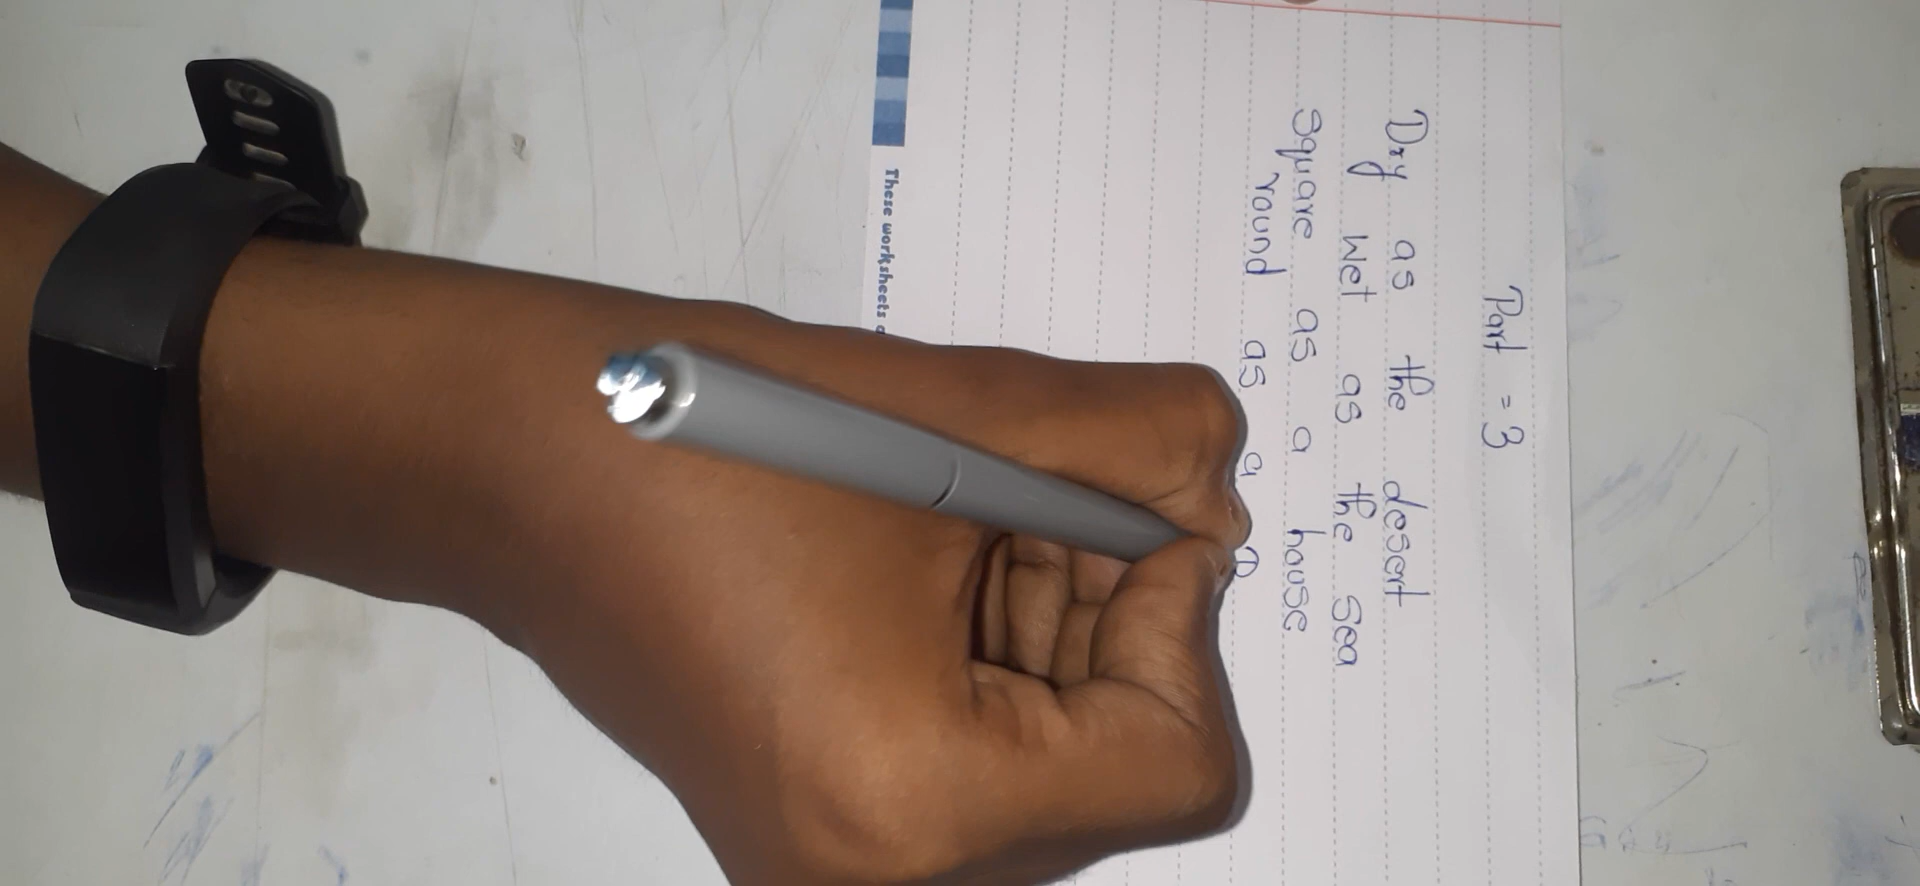 Part = 3
Dry as the desert
wet as the sea
square as a house
round as a
These worksheets